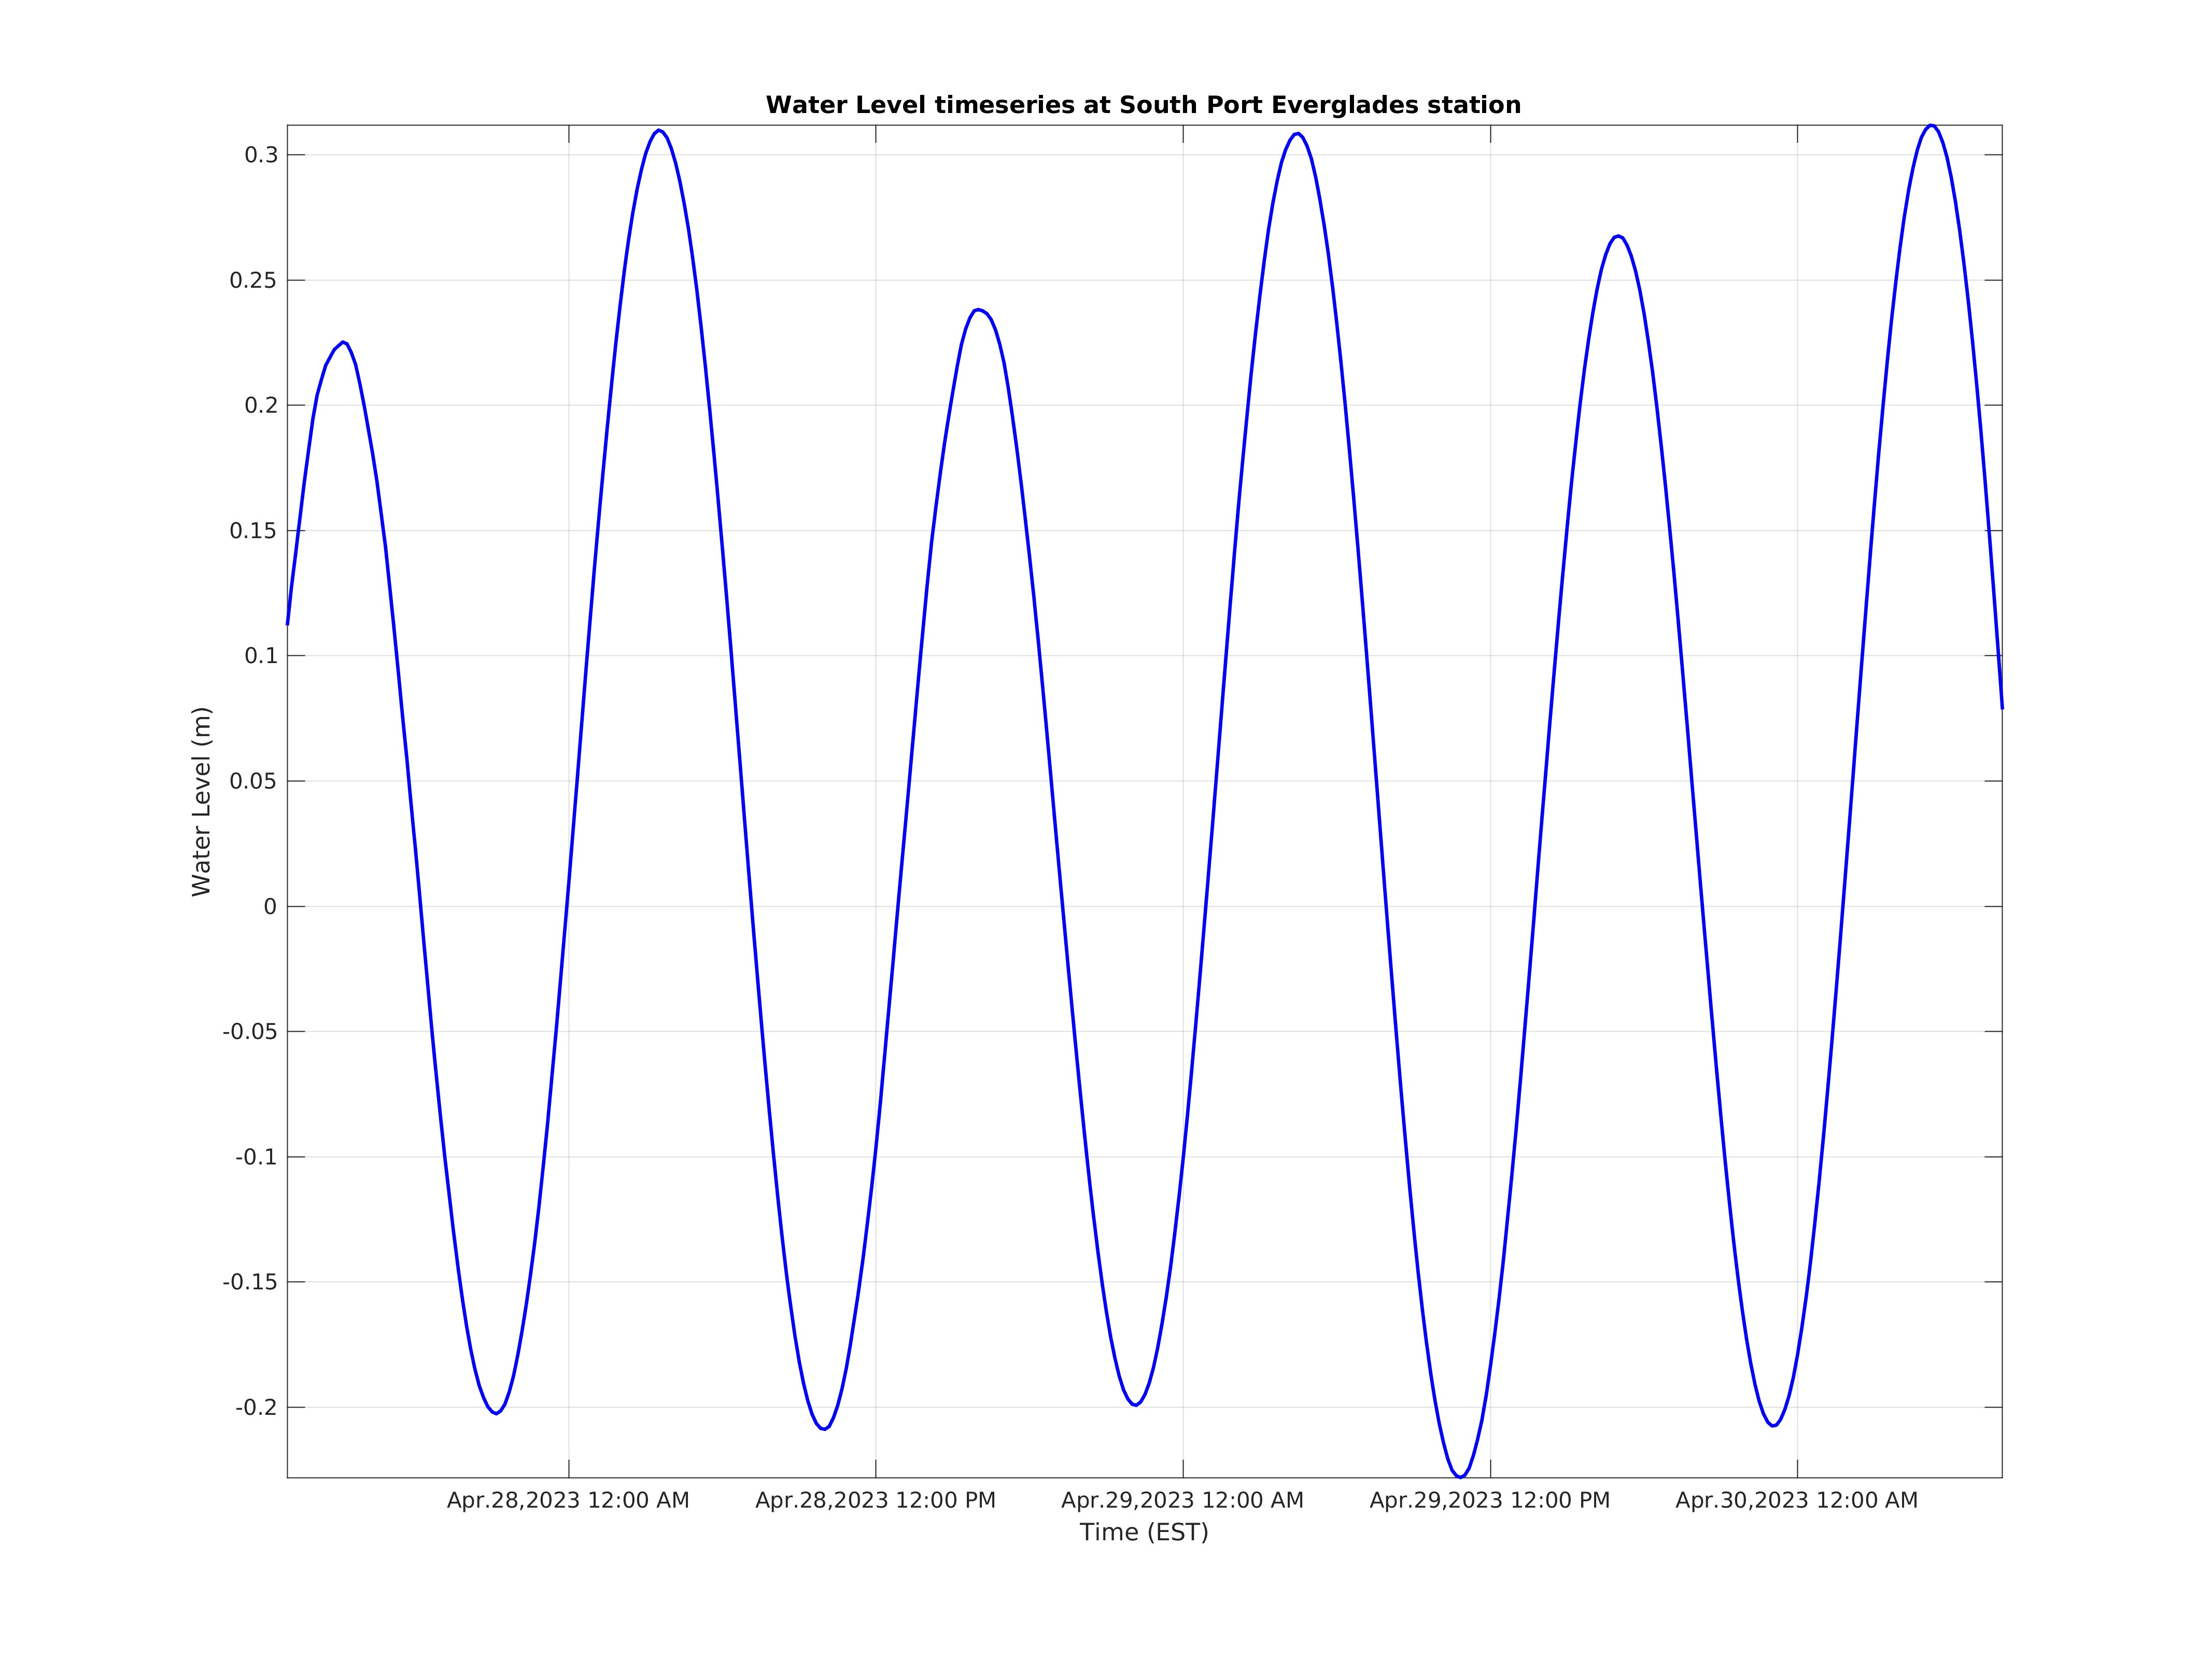 Water Level timeseries at South Port Everglades station
0.3
0.25
0.2
0.15
0.1
0.05
0
-0.05
-0.1
-0.15
-0.2
Water Level (m)
Apr.28,2023 12:00 AM Apr.28,2023 12:00 PM Apr.29,2023 12:00 AM Apr.29,2023 12:00 PM Apr.30,2023 12:00 AM
Time (EST)